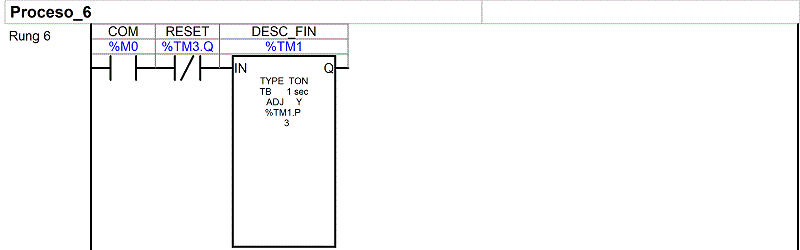 Proceso_6
Rung 6
COM RESET DESC_FIN
%M0 %TM3.Q %TM1
IN Q
TYPE TON
TB 1 sec
ADJ Y
%TM1.P
3